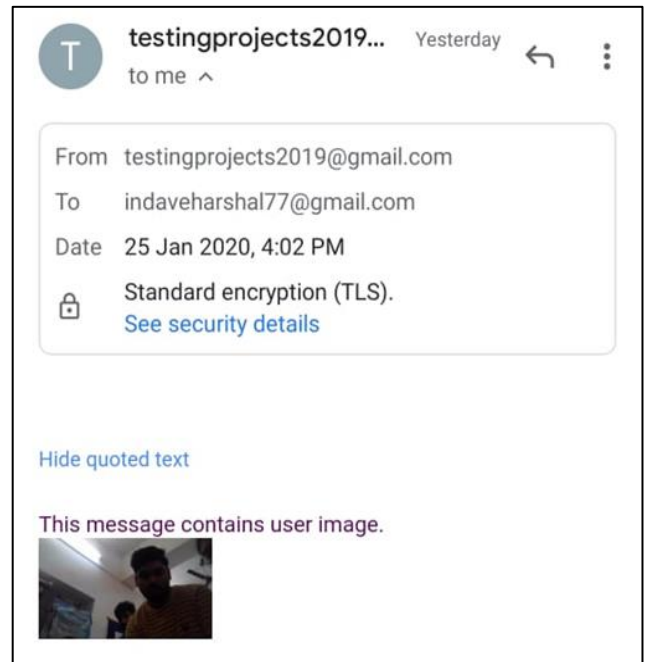 T
testingprojects2019... Yesterday
to me
From testingprojects2019@gmail.com
To indaveharshal77@gmail.com
Date 25 Jan 2020, 4:02 PM
Standard encryption (TLS).
See security details
Hide quoted text
This message contains user image.